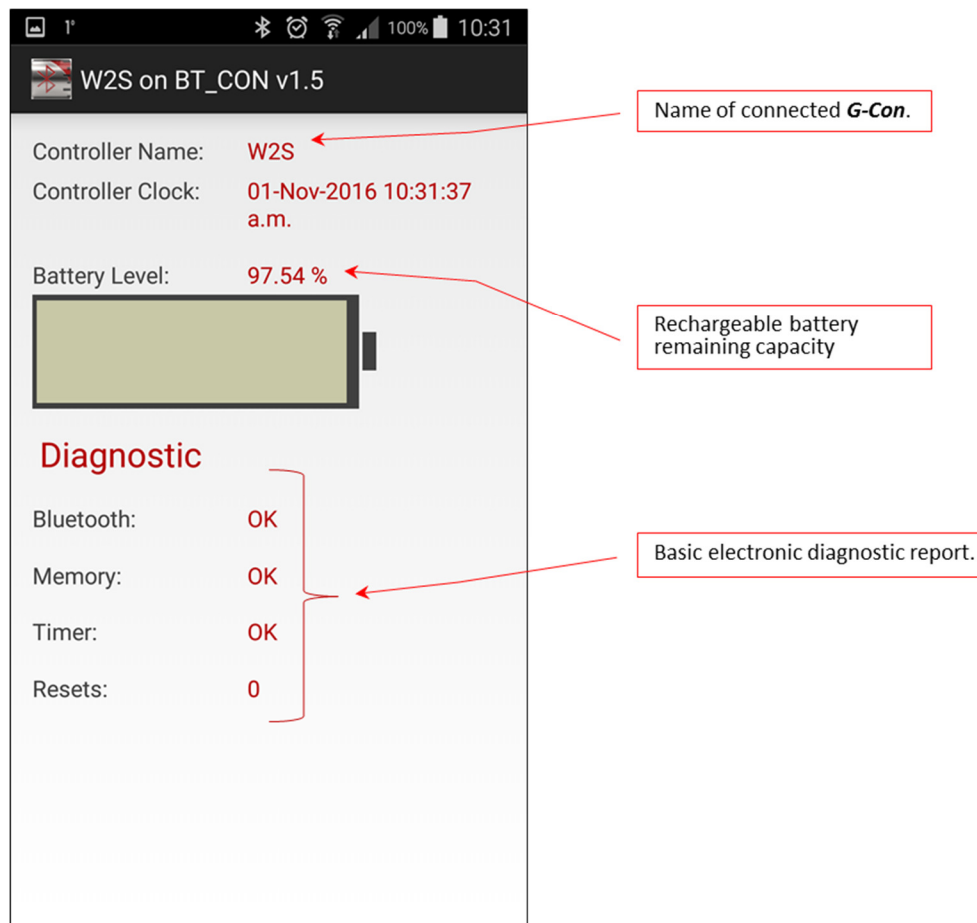 1° 100% 10:31
W2S on BT_CON v1.5
Name of connected G-Con.
Controller Name: W2S
Controller Clock: 01-Nov-2016 10:31:37
a.m.
Battery Level: 97.54 %
Rechargeable battery
remaining capacity
Diagnostic
Bluetooth: OK
Basic electronic diagnostic report.
Memory: OK
Timer: OK
Resets: 0